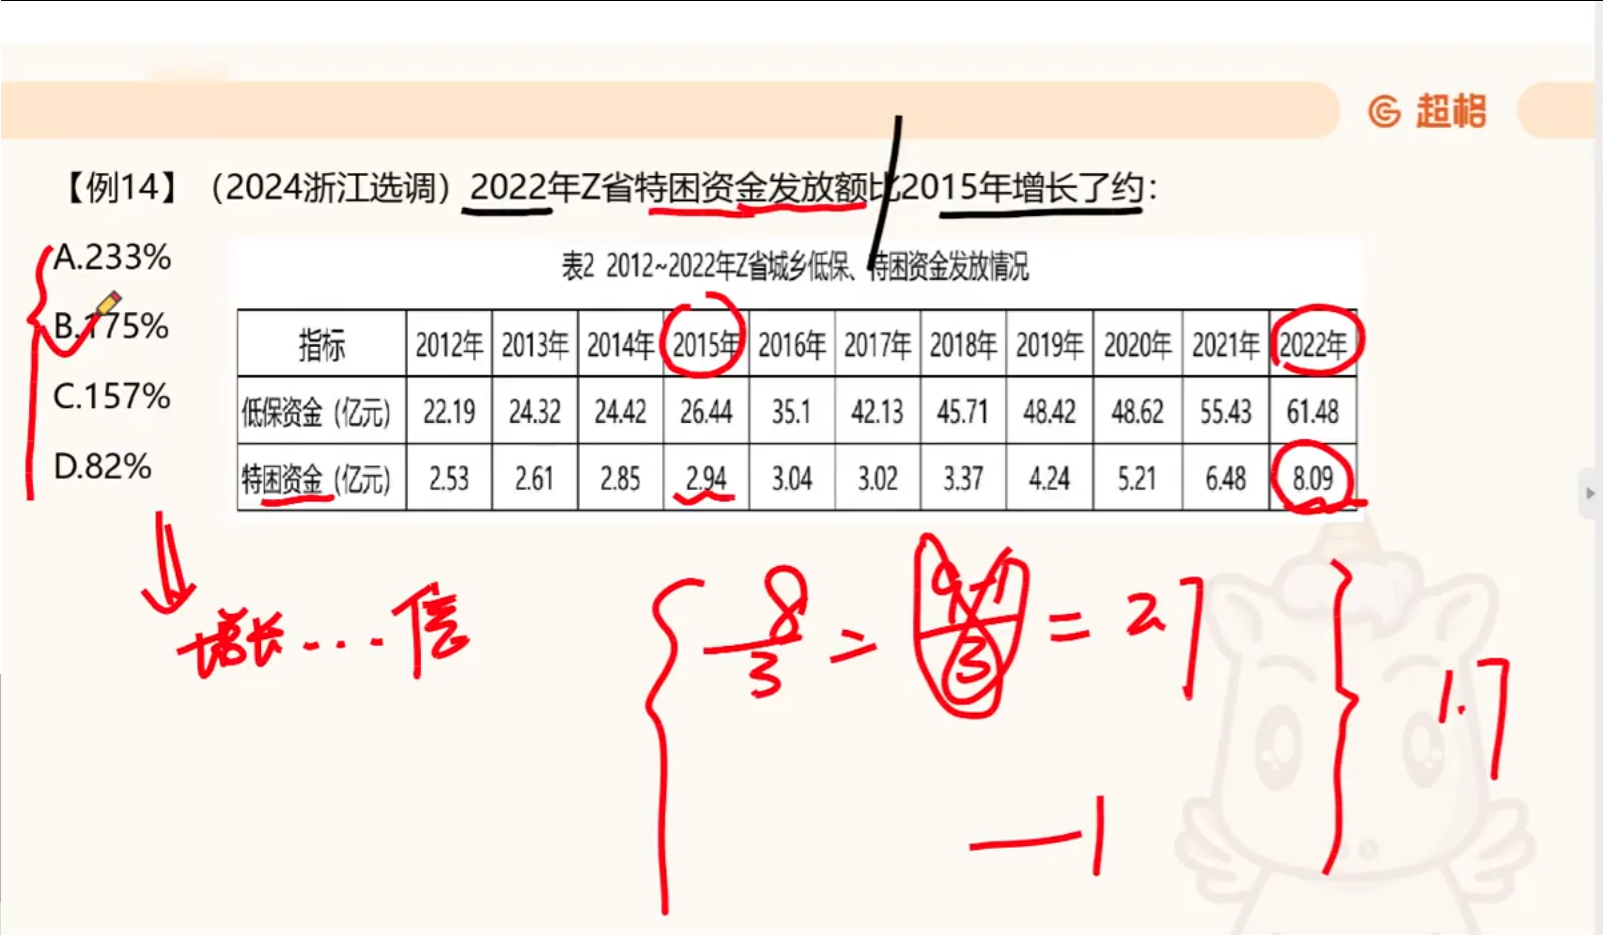 超格
【例14】（2024浙江选调）2022年Z省特困资金发放额比2015年增长了约：
A.233%
B.175%
C.157%
D.82%
表2 2012~2022年Z省城乡低保、特困资金发放情况
指标 2012年 2013年 2014年 2015年 2016年 2017年 2018年 2019年 2020年 2021年 2022年
低保资金（亿元） 22.19 24.32 24.42 26.44 35.1 42.13 45.71 48.42 48.62 55.43 61.48
特困资金（亿元） 2.53 2.61 2.85 2.94 3.04 3.02 3.37 4.24 5.21 6.48 8.09
增长...倍
8/3 = 9-1/3 = 2.7
-1
1.7